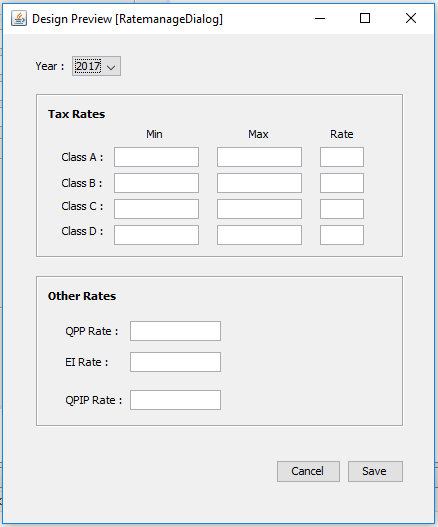 Design Preview [RatemanageDialog]
Year : 2017
Tax Rates
Min Max Rate
Class A :
Class B :
Class C :
Class D :
Other Rates
QPP Rate :
EI Rate :
QPIP Rate :
Cancel Save